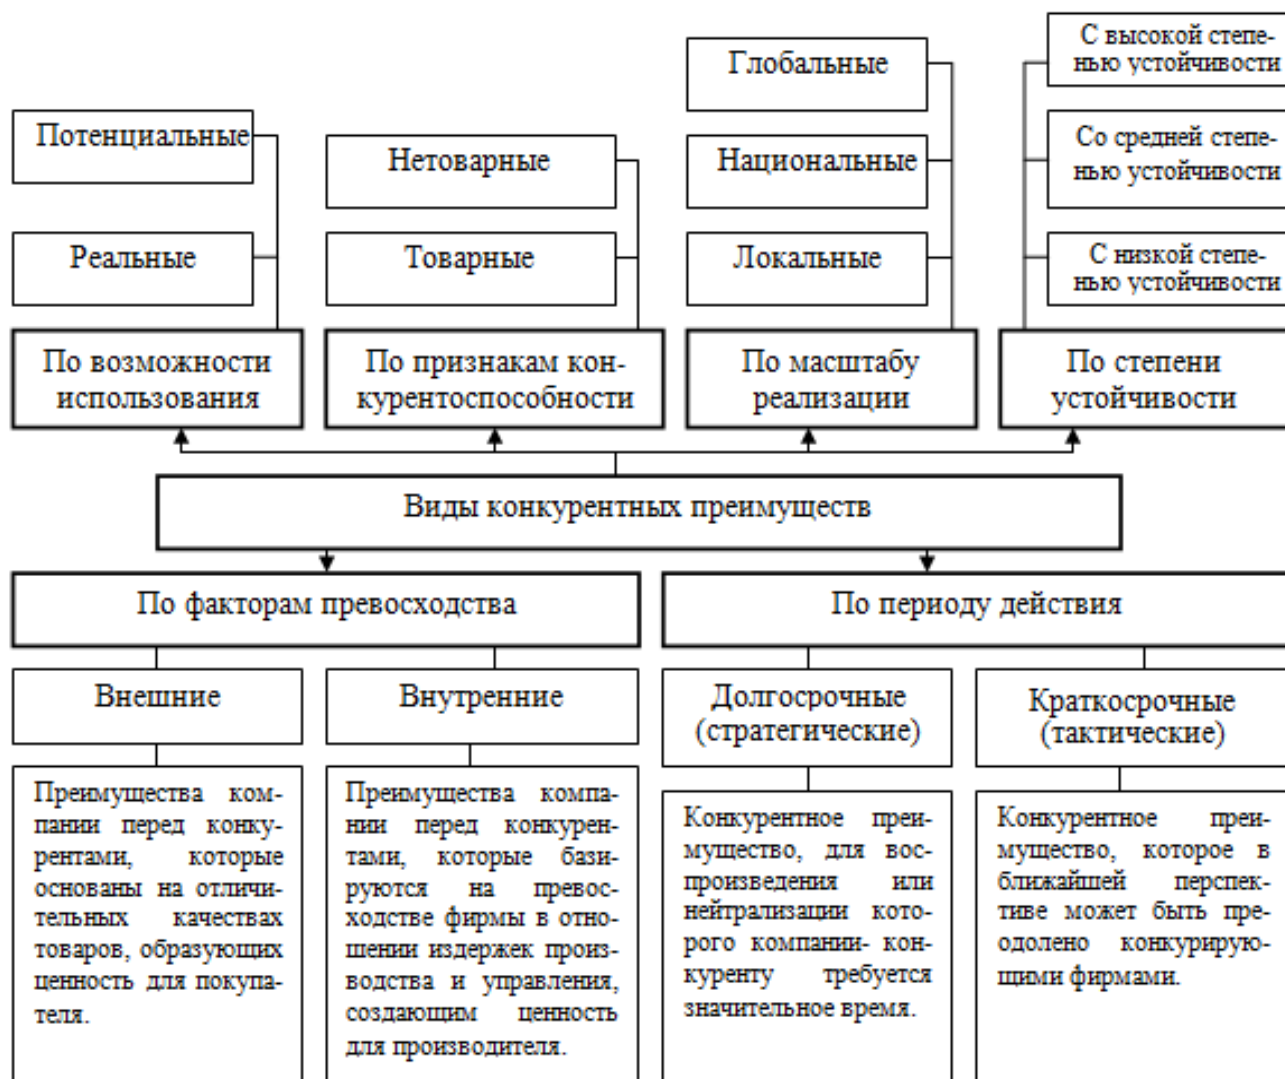 Потенциальные
Реальные
По возможности
использования
Нетоварные
Товарные
По признакам кон-
курентоспособности
Глобальные
Национальные
Локальные
По масштабу
реализации
С высокой степе-
нью устойчивости
Со средней степе-
нью устойчивости
С низкой степе-
нью устойчивости
По степени
устойчивости
Виды конкурентных преимуществ
По факторам превосходства
Внешние
Преимущества ком-
пании перед конку-
рентами, которые
основаны на отличи-
тельных качествах
товаров, образующих
ценность для покупа-
теля.
Внутренние
Преимущества компа-
нии перед конкурен-
тами, которые бази-
руются на превос-
ходстве фирмы в отно-
шении издержек произ-
водства и управления,
создающим ценность
для производителя.
По периоду действия
Долгосрочные
(стратегические)
Конкурентное преи-
мущество, для вос-
произведения или
нейтрализации кото-
рого компании- кон-
куренту требуется
значительное время.
Краткосрочные
(тактические)
Конкурентное преи-
мущество, которое в
ближайшей перспек-
тиве может быть пре-
одолено конкурирую-
щими фирмами.